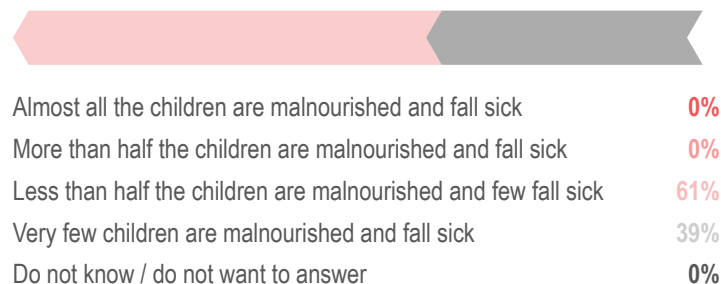 Almost all the children are malnourished and fall sick 0%
More than half the children are malnourished and fall sick 0%
Less than half the children are malnourished and few fall sick 61%
Very few children are malnourished and fall sick 39%
Do not know / do not want to answer 0%